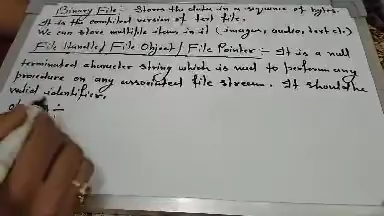 Binary File :- Stores the data in a sequence of bytes.
It is the compiled version of text file.
We can store multiple items in it (images, audio, text etc.)
File Handle / File Object / File Pointer :- It is a null
terminated character string which is used to perform any
procedure on any associated file stream. It should be
valid identifier.